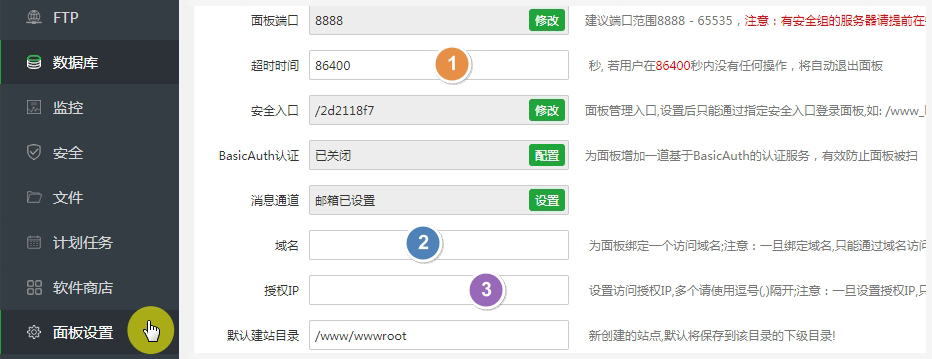 FTP
数据库
监控
安全
文件
计划任务
软件商店
面板设置
面板端口 8888 修改 建议端口范围8888 - 65535，注意：有安全组的服务器请提前在
超时时间 86400 1 秒, 若用户在86400秒内没有任何操作，将自动退出面板
安全入口 /2d2118f7 修改 面板管理入口,设置后只能通过指定安全入口登录面板,如: /www_
BasicAuth认证 已关闭 配置 为面板增加一道基于BasicAuth的认证服务，有效防止面板被扫
消息通道 邮箱已设置 设置
域名 2 为面板绑定一个访问域名;注意：一旦绑定域名,只能通过域名访问
授权IP 3 设置访问授权IP,多个请使用逗号(,)隔开;注意：一旦设置授权IP,只
默认建站目录 /www/wwwroot 新创建的站点,默认将保存到该目录的下级目录!